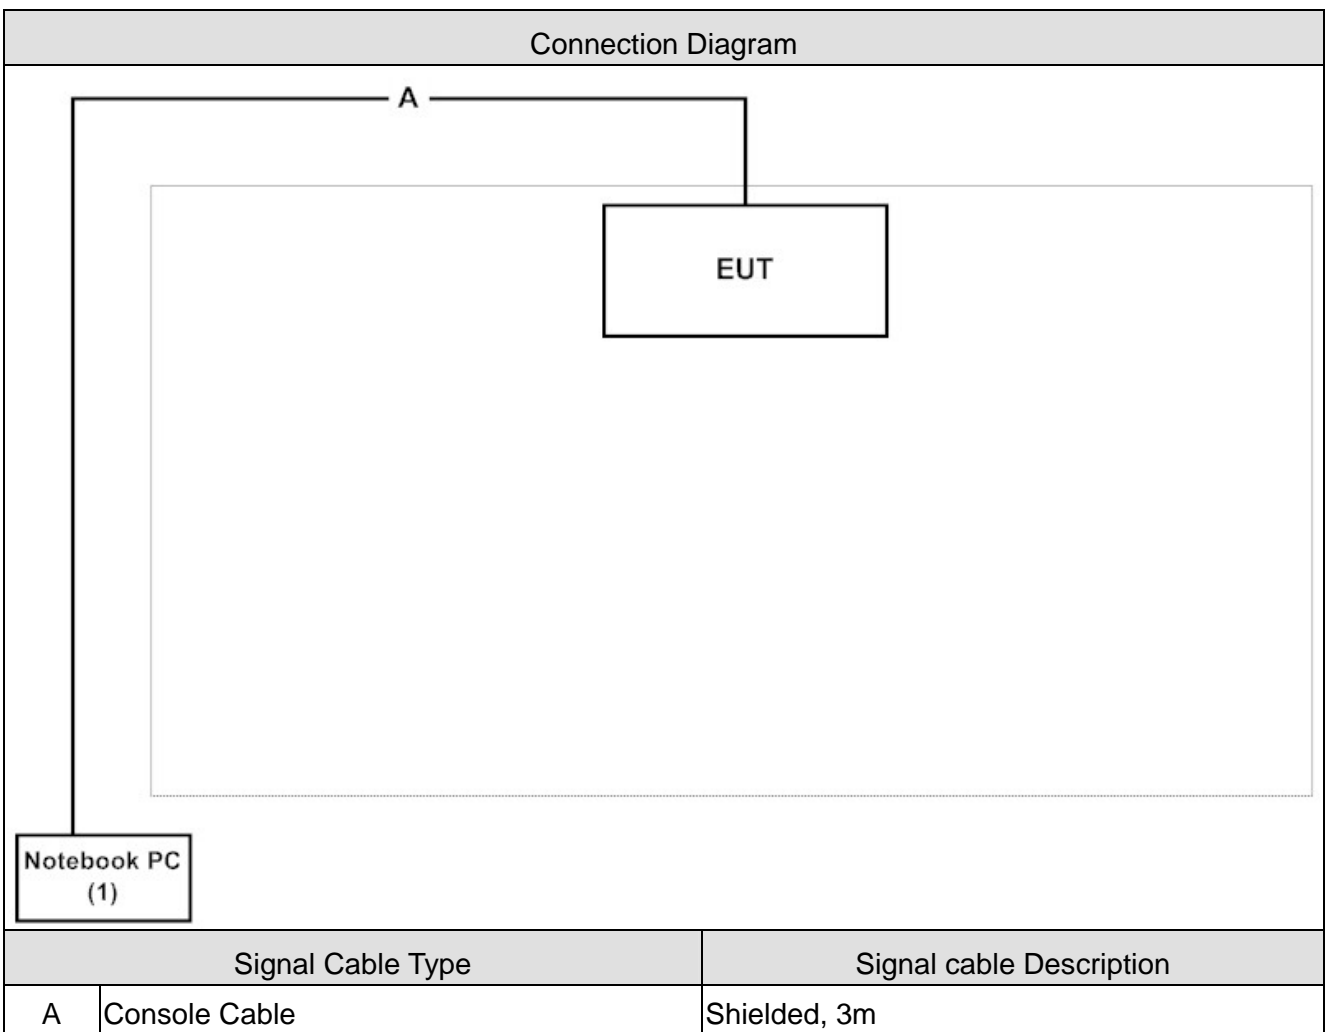 Connection Diagram
A
EUT
Notebook PC
(1)
Signal Cable Type Signal cable Description
A Console Cable Shielded, 3m